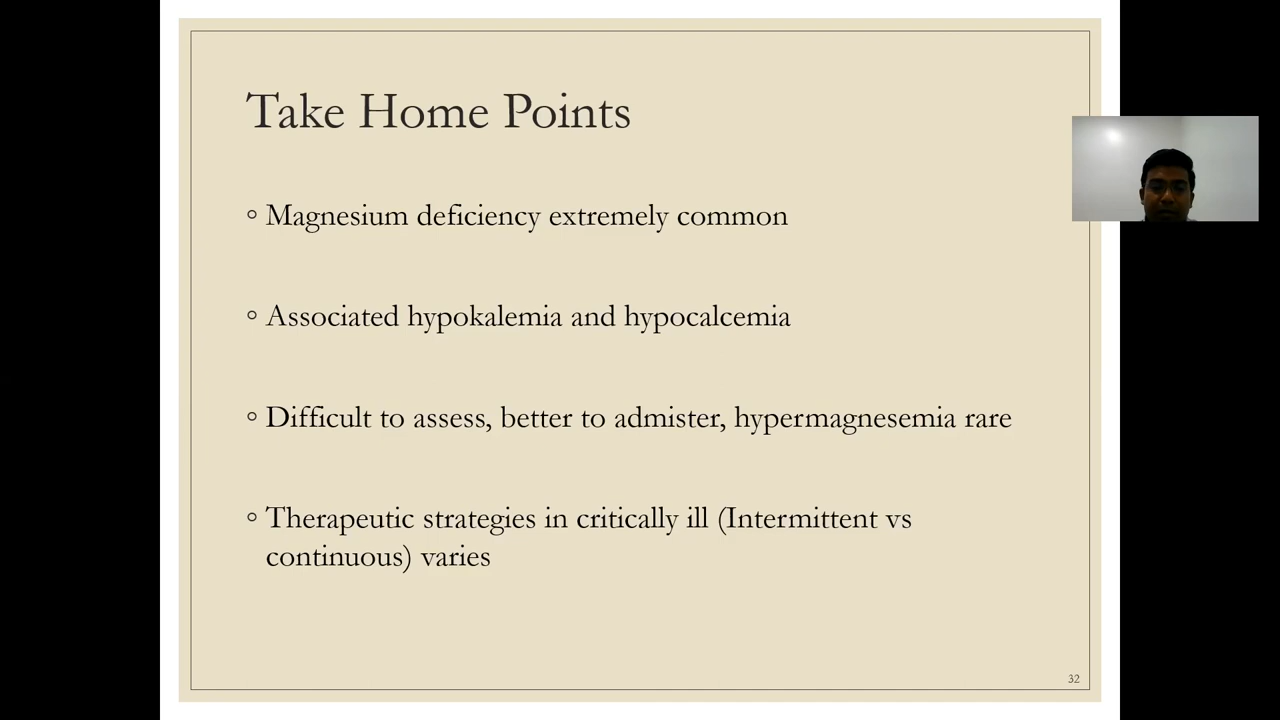 Take Home Points
◦ Magnesium deficiency extremely common
◦ Associated hypokalemia and hypocalcemia
◦ Difficult to assess, better to admister, hypermagnesemia rare
◦ Therapeutic strategies in critically ill (Intermittent vs
continuous) varies
32